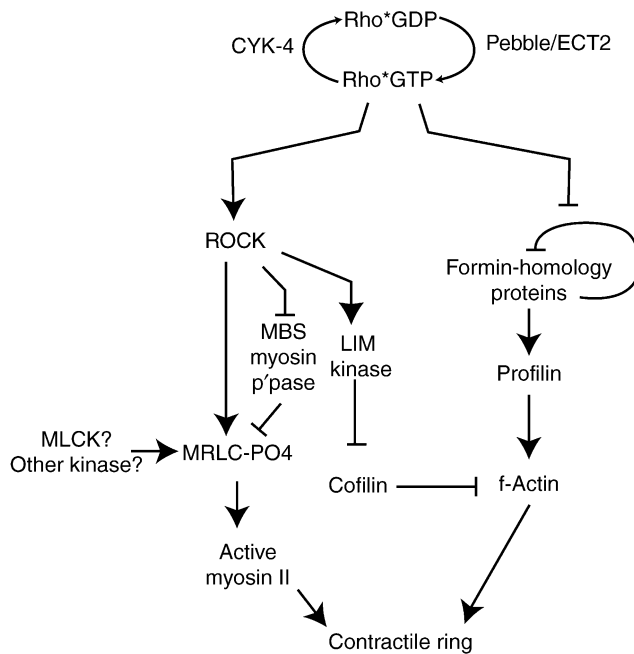 Rho*GDP
CYK-4
Pebble/ECT2
Rho*GTP
ROCK
Formin-homology
proteins
MBS
myosin
p′pase
LIM
kinase
Profilin
MLCK?
Other kinase?
MRLC-PO4
Cofilin
f-Actin
Active
myosin II
Contractile ring